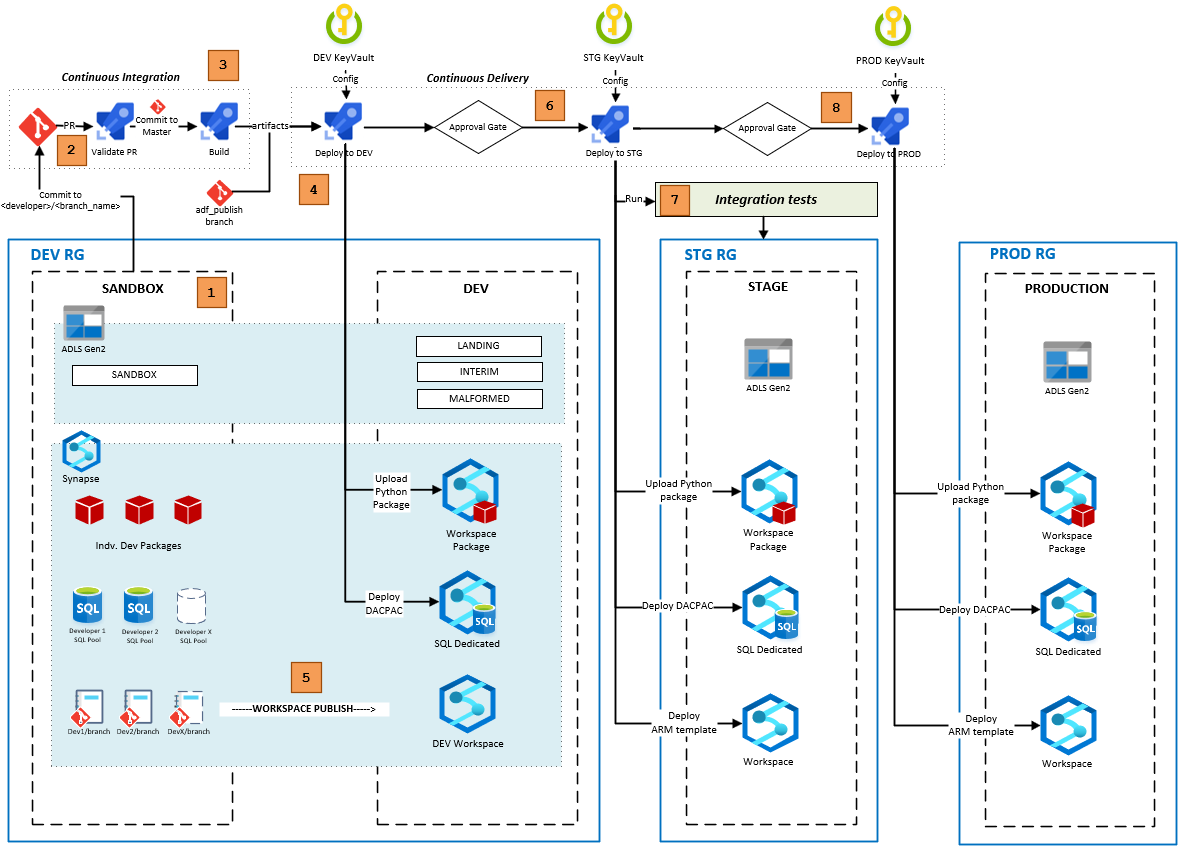 DEV KeyVault
Config
STG KeyVault
Config
PROD KeyVault
Config
3
Continuous Integration
Continuous Delivery
6
8
PR
Commit to
Master
artifacts
Approval Gate
Approval Gate
2
Validate PR
Build
Deploy to DEV
Deploy to STG
Deploy to PROD
4
Commit to
<developer>/<branch_name>
adf_publish
branch
Run
7
Integration tests
DEV RG
STG RG
PROD RG
SANDBOX
1
DEV
STAGE
PRODUCTION
ADLS Gen2
SANDBOX
LANDING
INTERIM
MALFORMED
ADLS Gen2
ADLS Gen2
Synapse
Indv. Dev Packages
Upload
Python
Package
Workspace
Package
Upload Python
package
Workspace
Package
Upload Python
package
Workspace
Package
SQL
SQL
Developer 1
SQL Pool
Developer 2
SQL Pool
Developer X
SQL Pool
Deploy
DACPAC
SQL
SQL Dedicated
Deploy DACPAC
SQL
SQL Dedicated
Deploy DACPAC
SQL
SQL Dedicated
5
------WORKSPACE PUBLISH----->
Dev1/branch
Dev2/branch
DevX/branch
DEV Workspace
Deploy
ARM template
Workspace
Deploy
ARM template
Workspace